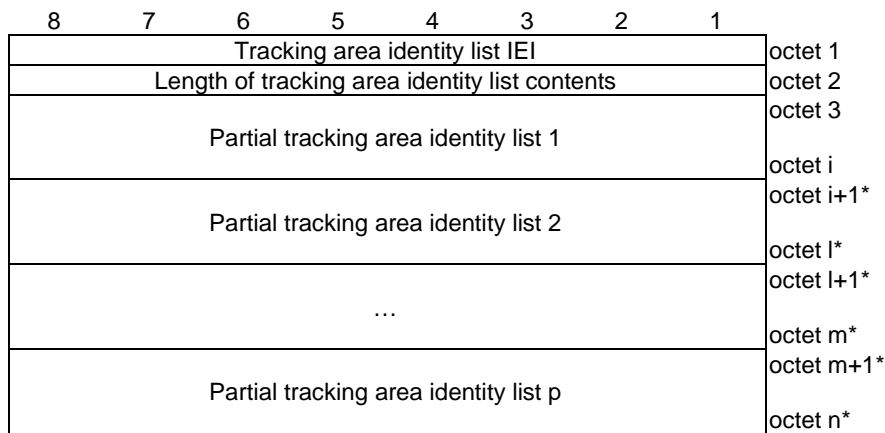 8 7 6 5 4 3 2 1
Tracking area identity list IEI octet 1
Length of tracking area identity list contents octet 2
octet 3
Partial tracking area identity list 1
octet i
octet i+1*
Partial tracking area identity list 2
octet l*
octet l+1*
…
octet m*
octet m+1*
Partial tracking area identity list p
octet n*